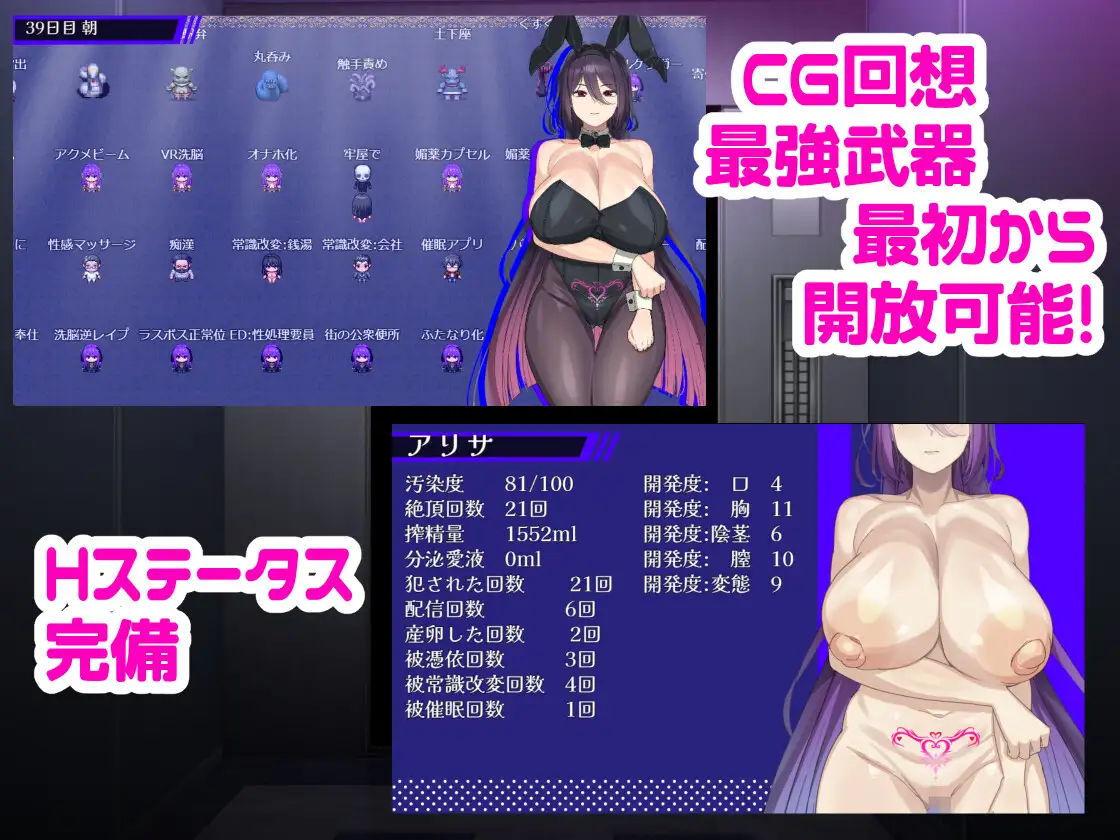 39日目 朝
弁
くすぐ
土下座
出
丸呑み
触手責め
寄
アクメビーム
VR洗脳
オナホ化
牢屋で
媚薬カプセル
媚薬
に
性感マッサージ
痴漢
常識改変:銭湯
常識改変:会社
催眠アプリ
配
奉仕
洗脳逆レイプ
ラスボス正常位
ED:性処理要員
街の公衆便所
ふたなり化
CG回想
最強武器
最初から
開放可能!
Hステータス
完備
アリサ
汚染度 81/100
絶頂回数 21回
搾精量 1552ml
分泌愛液 0ml
犯された回数 21回
配信回数 6回
産卵した回数 2回
被憑依回数 3回
被常識改変回数 4回
被催眠回数 1回
開発度: 口 4
開発度: 胸 11
開発度:陰茎 6
開発度: 膣 10
開発度:変態 9